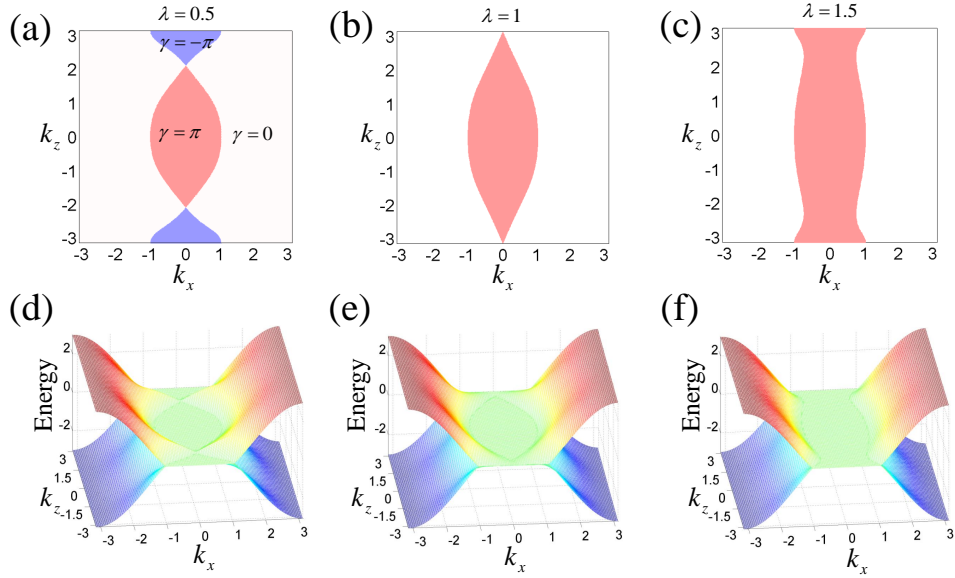 (a)
λ = 0.5
3
2
1
0
-1
-2
-3
k_z
γ = −π
γ = π
γ = 0
-3 -2 -1 0 1 2 3
k_x
(b)
λ = 1
3
2
1
0
-1
-2
-3
k_z
-3 -2 -1 0 1 2 3
k_x
(c)
λ = 1.5
3
2
1
0
-1
-2
-3
k_z
-3 -2 -1 0 1 2 3
k_x
(d)
Energy
2
0
-2
3
1.5
0
-1.5
-3
k_z
-3 -2 -1 0 1 2 3
k_x
(e)
Energy
2
0
-2
3
1.5
0
-1.5
-3
k_z
-3 -2 -1 0 1 2 3
k_x
(f)
Energy
2
0
-2
3
1.5
0
-1.5
-3
k_z
-3 -2 -1 0 1 2 3
k_x